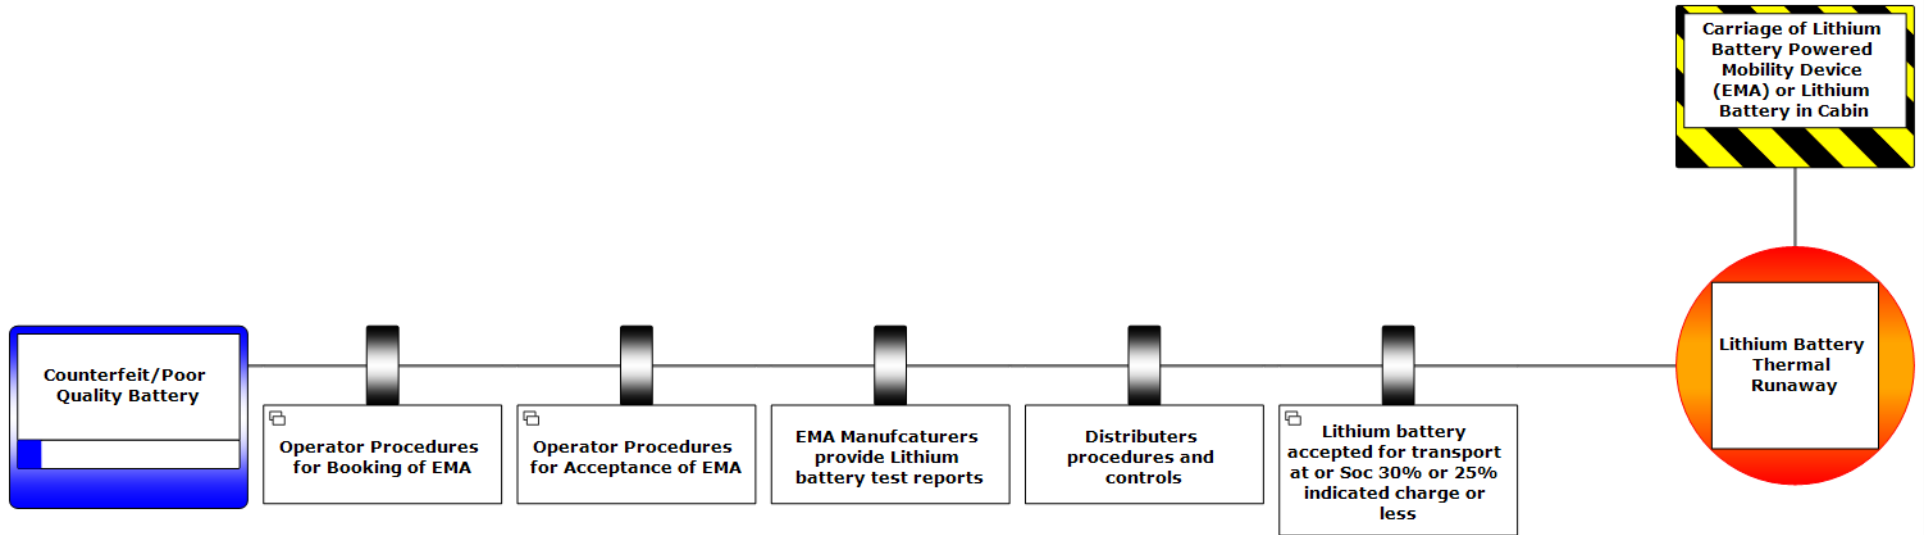 Carriage of Lithium
Battery Powered
Mobility Device
(EMA) or Lithium
Battery in Cabin
Counterfeit/Poor
Quality Battery
Operator Procedures
for Booking of EMA
Operator Procedures
for Acceptance of EMA
EMA Manufcaturers
provide Lithium
battery test reports
Distributers
procedures and
controls
Lithium battery
accepted for transport
at or Soc 30% or 25%
indicated charge or
less
Lithium Battery
Thermal
Runaway